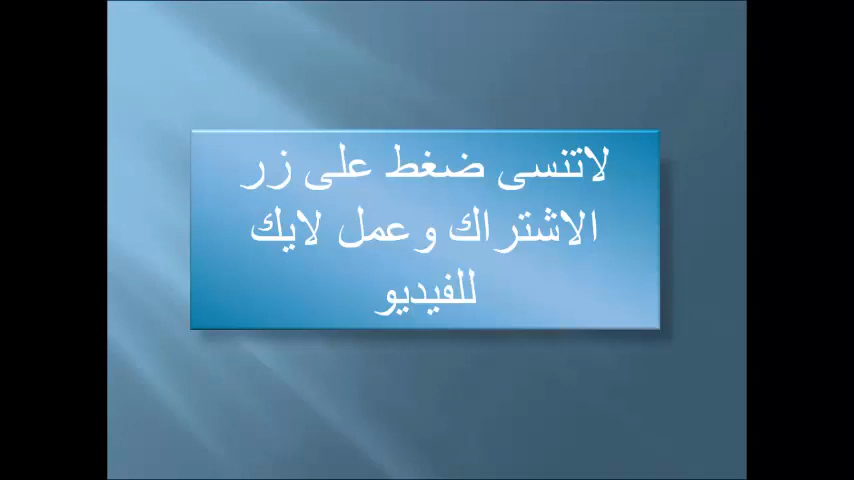 لاتنسى ضغط على زر
الاشتراك وعمل لايك
للفيديو